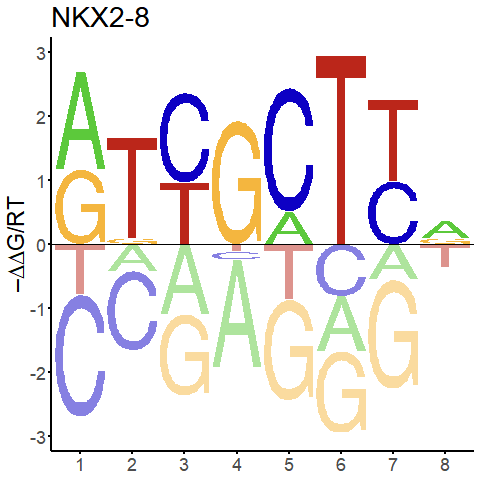 NKX2-8
−ΔΔG/RT
3
2
1
0
-1
-2
-3
A T C G C T T A
G G T T A C G
T A A C T C A T
C C G A G A G
G
1 2 3 4 5 6 7 8